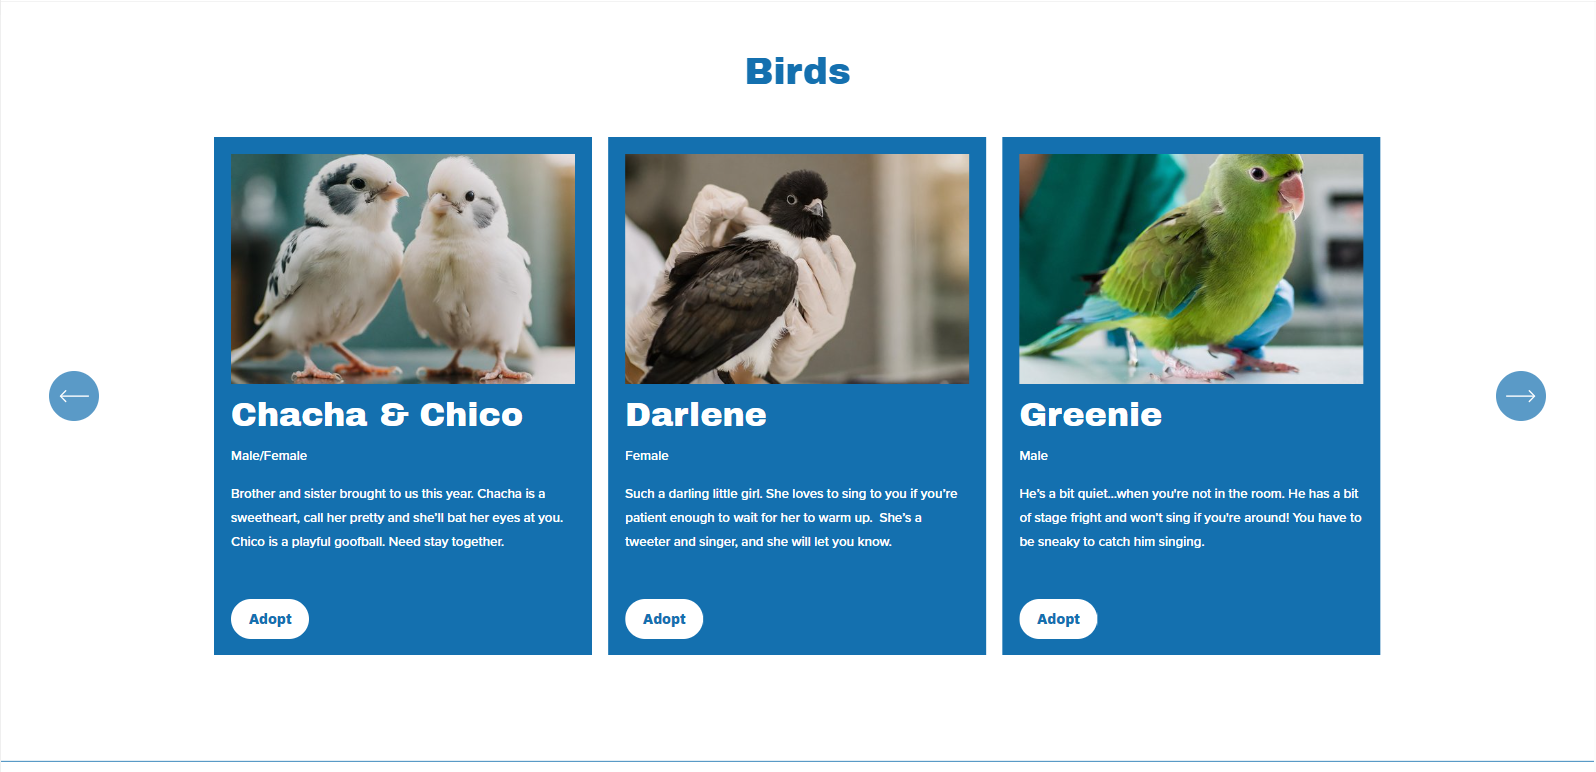 Birds
Chacha & Chico
Male/Female
Brother and sister brought to us this year. Chacha is a
sweetheart, call her pretty and she’ll bat her eyes at you.
Chico is a playful goofball. Need stay together.
Adopt
Darlene
Female
Such a darling little girl. She loves to sing to you if you’re
patient enough to wait for her to warm up.  She’s a
tweeter and singer, and she will let you know.
Adopt
Greenie
Male
He’s a bit quiet...when you’re not in the room. He has a bit
of stage fright and won’t sing if you’re around! You have to
be sneaky to catch him singing.
Adopt